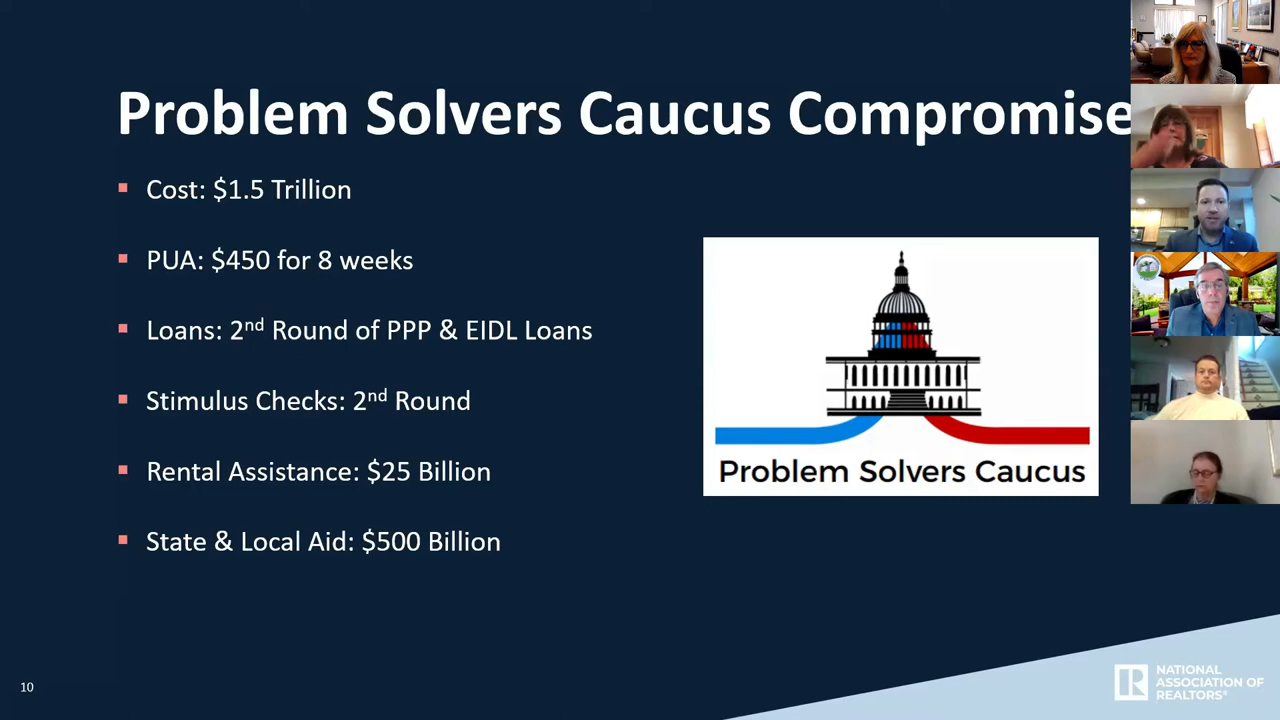 Problem Solvers Caucus Compromise
Cost: $1.5 Trillion
PUA: $450 for 8 weeks
Loans: 2nd Round of PPP & EIDL Loans
Stimulus Checks: 2nd Round
Rental Assistance: $25 Billion
State & Local Aid: $500 Billion
Problem Solvers Caucus
10
NATIONAL
ASSOCIATION OF
REALTORS®